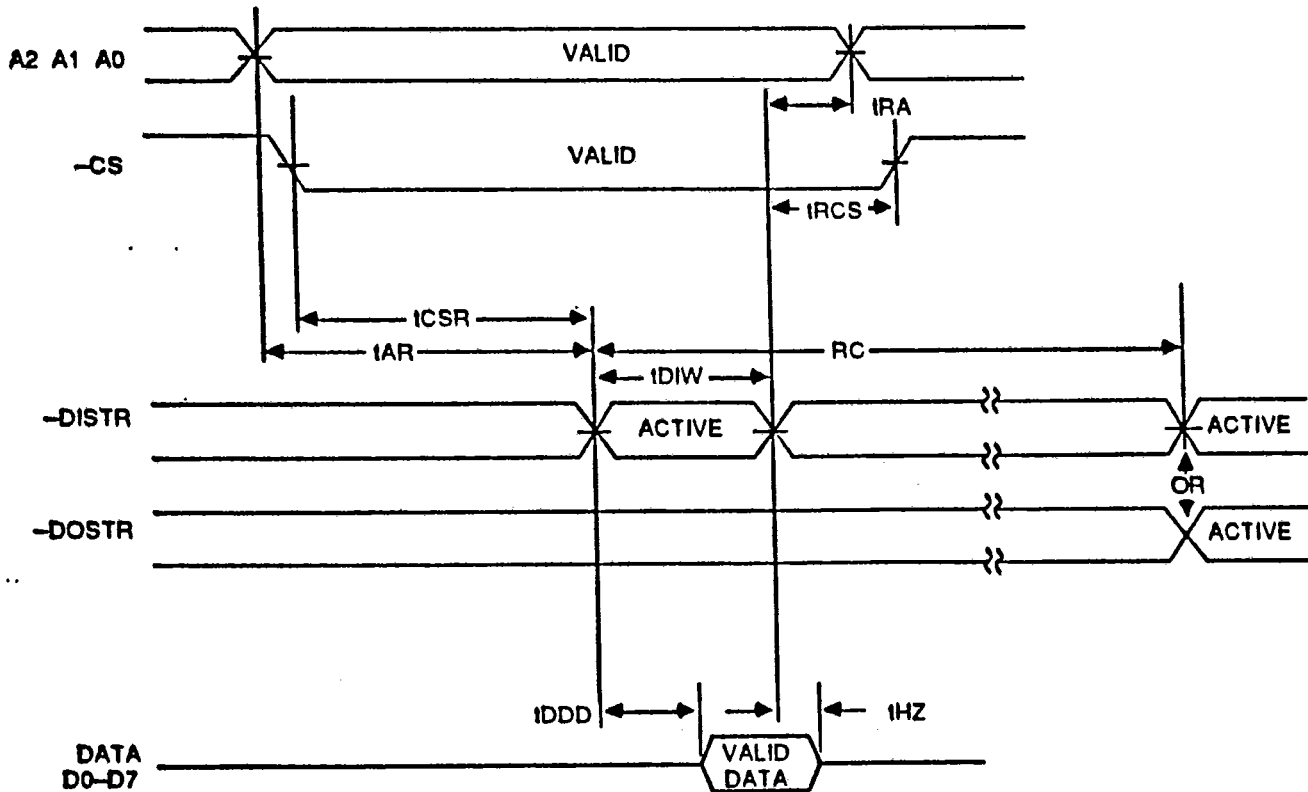 A2 A1 A0
VALID
tRA
–CS
VALID
tRCS
tCSR
tAR
RC
tDIW
–DISTR
ACTIVE
ACTIVE
OR
–DOSTR
ACTIVE
tDDD
tHZ
DATA
D0–D7
VALID
DATA